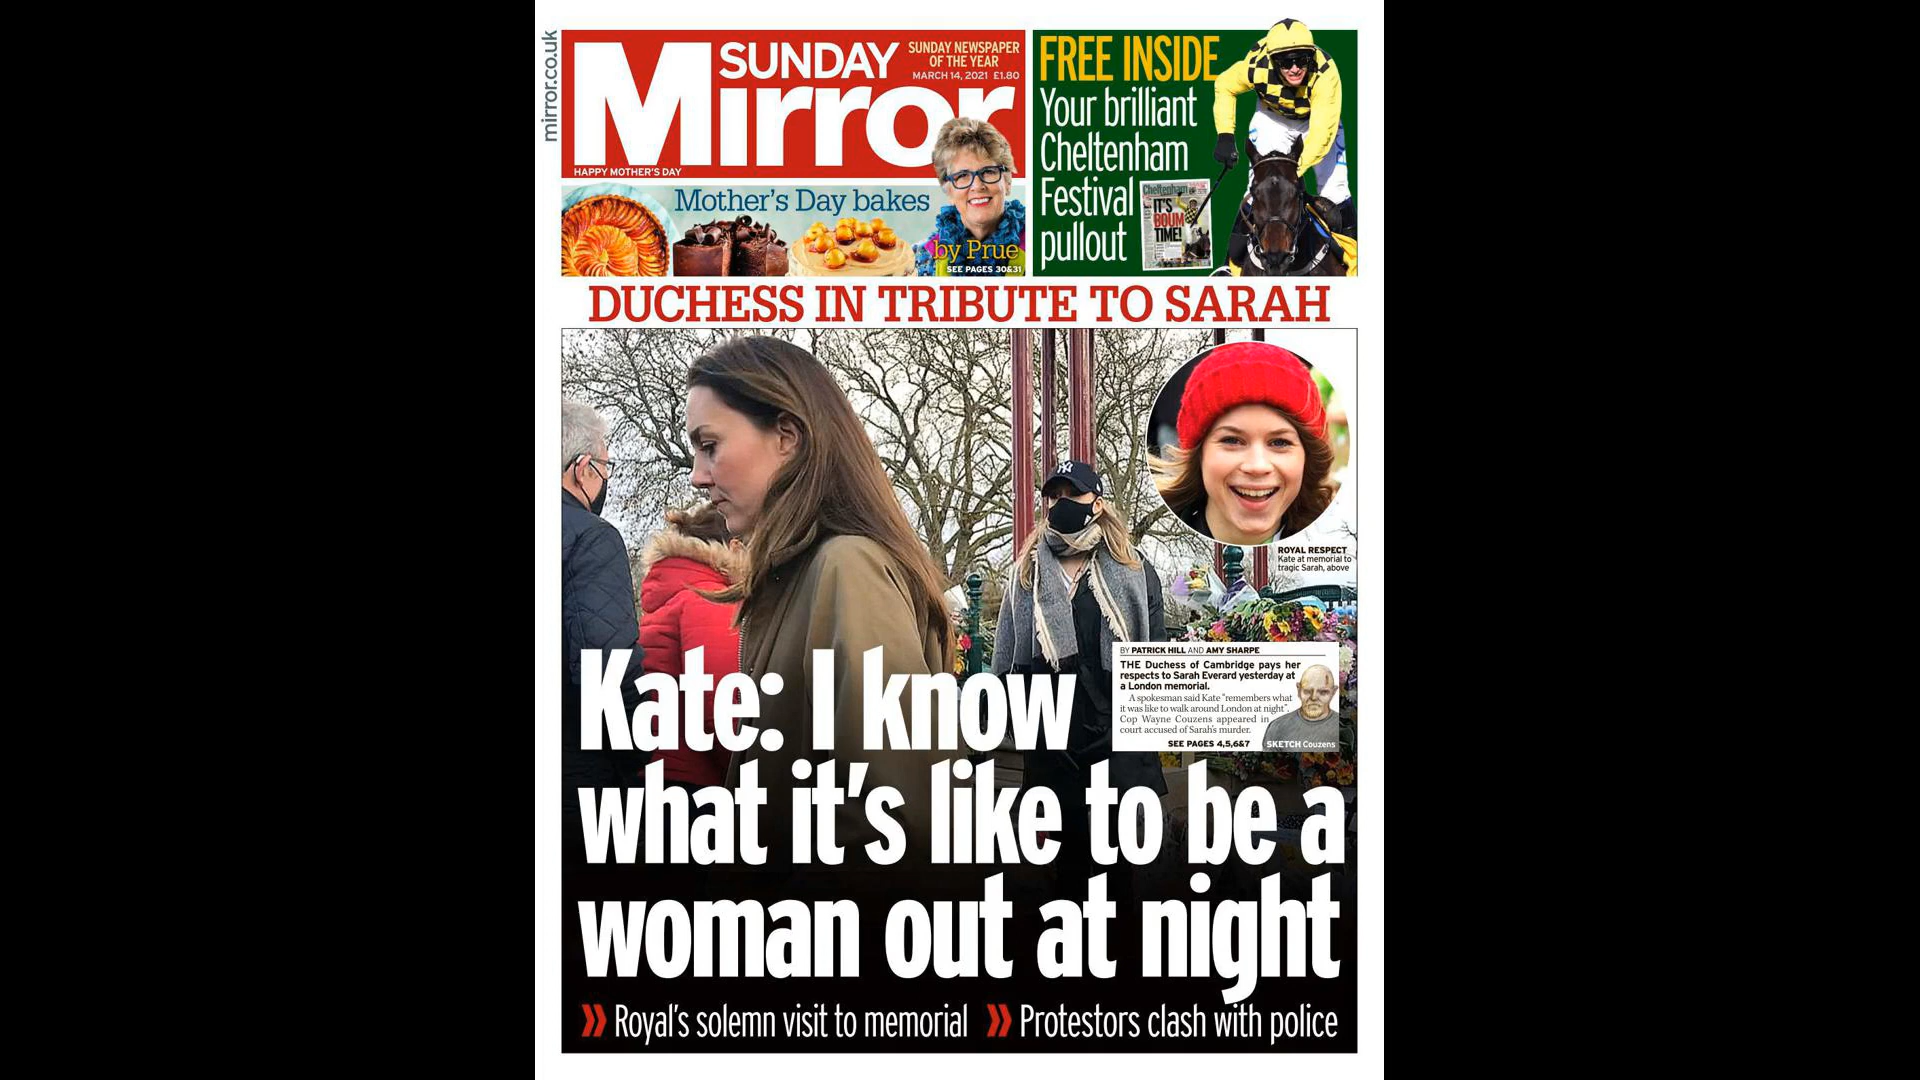 mirror.co.uk
SUNDAY
Mirror
SUNDAY NEWSPAPER
OF THE YEAR
MARCH 14, 2021 £1.80
HAPPY MOTHER'S DAY
Mother's Day bakes
by Prue
SEE PAGES 30&31
FREE INSIDE
Your brilliant
Cheltenham
Festival
pullout
Cheltenham
IT'S
BOUM
TIME!
DUCHESS IN TRIBUTE TO SARAH
ROYAL RESPECT
Kate at memorial to
tragic Sarah, above
BY PATRICK HILL AND AMY SHARPE
THE Duchess of Cambridge pays her
respects to Sarah Everard yesterday at
a London memorial.
A spokesman said Kate "remembers what
it was like to walk around London at night".
Cop Wayne Couzens appeared in
court accused of Sarah's murder.
SEE PAGES 4,5,6&7
SKETCH Couzens
Kate: I know
what it's like to be a
woman out at night
» Royal's solemn visit to memorial » Protestors clash with police